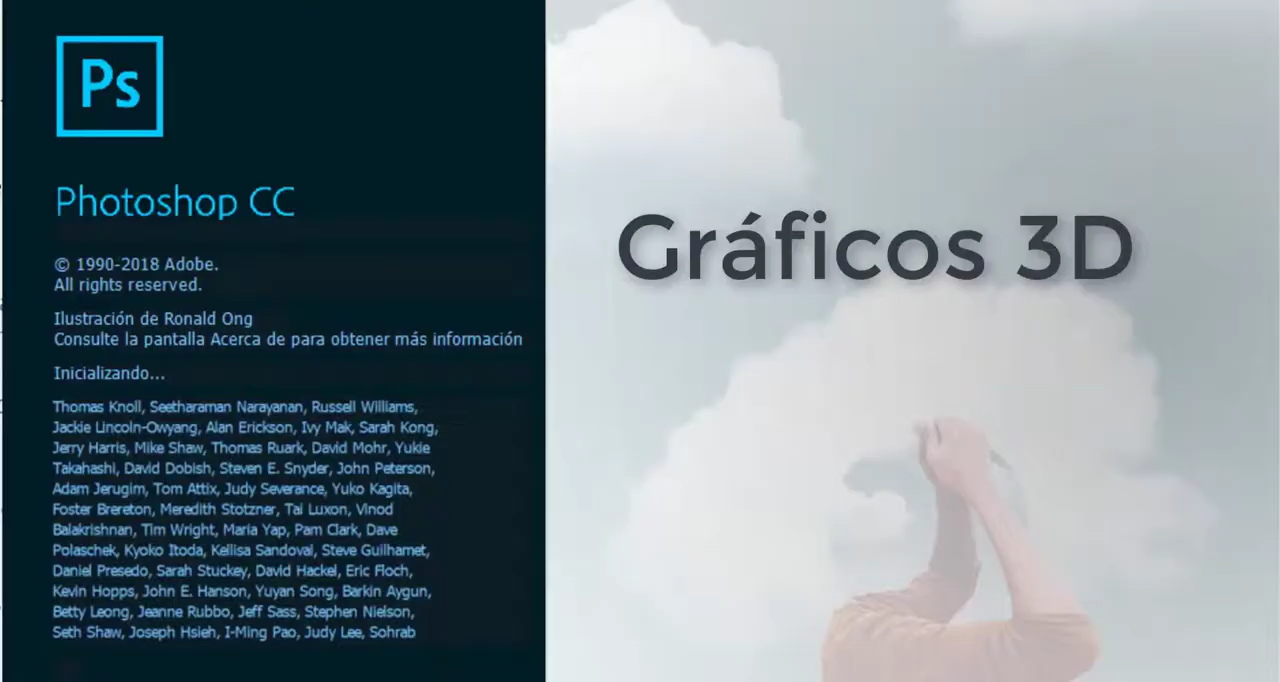 Ps
Photoshop CC
© 1990-2018 Adobe.
All rights reserved.
Ilustración de Ronald Ong
Consulte la pantalla Acerca de para obtener más información
Inicializando...
Thomas Knoll, Seetharaman Narayanan, Russell Williams,
Jackie Lincoln-Owyang, Alan Erickson, Ivy Mak, Sarah Kong,
Jerry Harris, Mike Shaw, Thomas Ruark, David Mohr, Yukie
Takahashi, David Dobish, Steven E. Snyder, John Peterson,
Adam Jerugim, Tom Attix, Judy Severance, Yuko Kagita,
Foster Brereton, Meredith Stotzner, Tai Luxon, Vinod
Balakrishnan, Tim Wright, Maria Yap, Pam Clark, Dave
Polaschek, Kyoko Itoda, Kellisa Sandoval, Steve Guilhamet,
Daniel Presedo, Sarah Stuckey, David Hackel, Eric Floch,
Kevin Hopps, John E. Hanson, Yuyan Song, Barkin Aygun,
Betty Leong, Jeanne Rubbo, Jeff Sass, Stephen Nielson,
Seth Shaw, Joseph Hsieh, I-Ming Pao, Judy Lee, Sohrab
Gráficos 3D